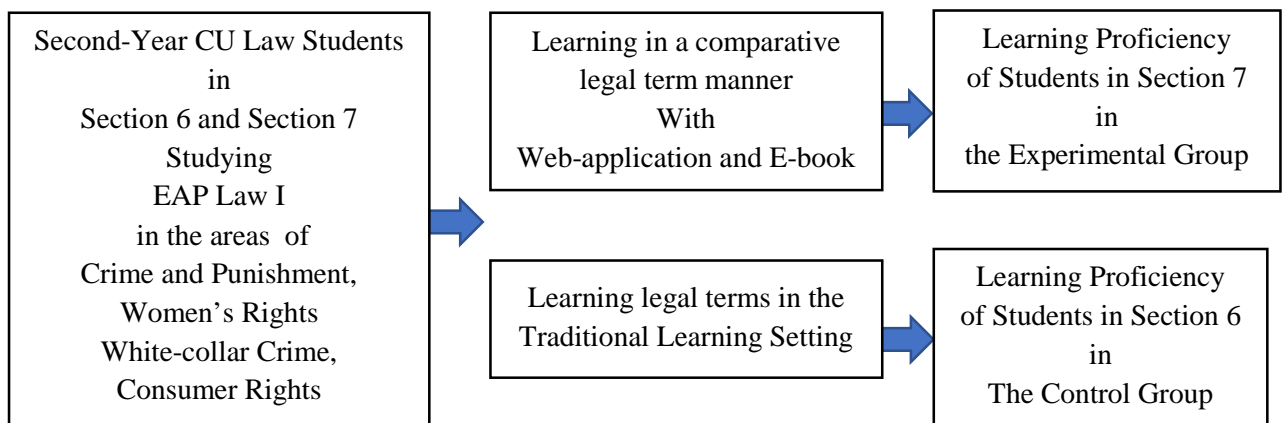 Second-Year CU Law Students
in
Section 6 and Section 7
Studying
EAP Law I
in the areas of
Crime and Punishment,
Women's Rights
White-collar Crime,
Consumer Rights
Learning in a comparative
legal term manner
With
Web-application and E-book
Learning Proficiency
of Students in Section 7
in
the Experimental Group
Learning legal terms in the
Traditional Learning Setting
Learning Proficiency
of Students in Section 6
in
The Control Group